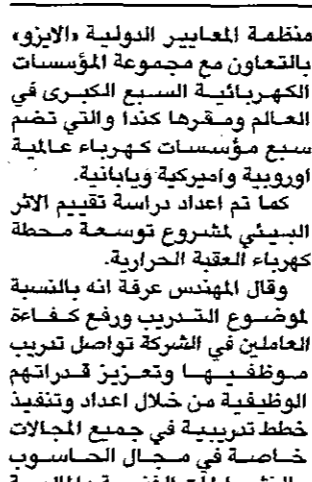 منظمة المعايير الدولية «الايزو»
بالتعاون مع مجموعة المؤسسات
الكهربائية السبع الكبرى في
العالم ومقرها كندا والتي تضم
سبع مؤسسات كهرباء عالمية
اوروبية واميركية ويابانية.
كما تم اعداد دراسة تقييم الاثر
البيئي لمشروع توسعة محطة
كهرباء العقبة الحرارية.
وقال المهندس عرفة انه بالنسبة
لموضوع التدريب ورفع كفاءة
العاملين في الشركة تواصل تدريب
موظفيها وتعزيز قدراتهم
الوظيفية من خلال اعداد وتنفيذ
خطط تدريبية في جميع المجالات
خاصة في مجال الحاسوب